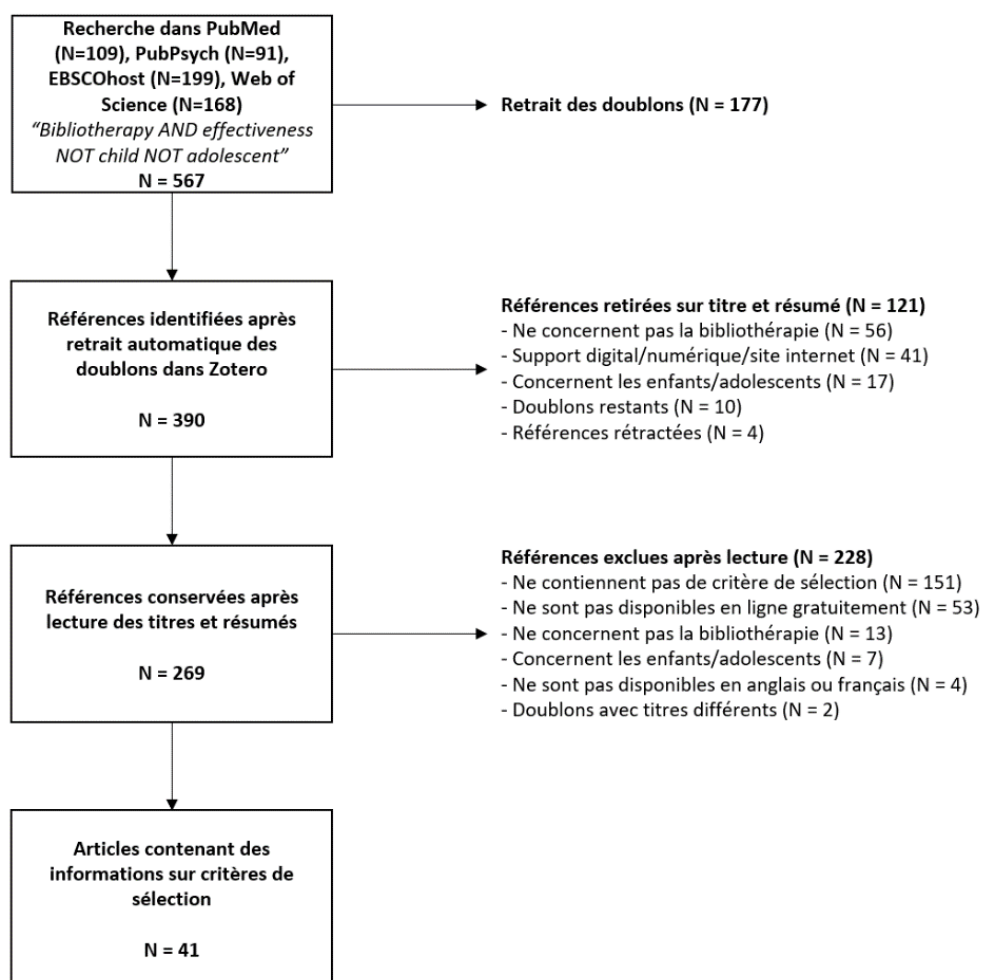 Recherche dans PubMed
(N=109), PubPsych (N=91),
EBSCOhost (N=199), Web of
Science (N=168)
“Bibliotherapy AND effectiveness
NOT child NOT adolescent”
N = 567
Retrait des doublons (N = 177)
Références identifiées après
retrait automatique des
doublons dans Zotero
N = 390
Références retirées sur titre et résumé (N = 121)
- Ne concernent pas la bibliothérapie (N = 56)
- Support digital/numérique/site internet (N = 41)
- Concernent les enfants/adolescents (N = 17)
- Doublons restants (N = 10)
- Références rétractées (N = 4)
Références conservées après
lecture des titres et résumés
N = 269
Références exclues après lecture (N = 228)
- Ne contiennent pas de critère de sélection (N = 151)
- Ne sont pas disponibles en ligne gratuitement (N = 53)
- Ne concernent pas la bibliothérapie (N = 13)
- Concernent les enfants/adolescents (N = 7)
- Ne sont pas disponibles en anglais ou français (N = 4)
- Doublons avec titres différents (N = 2)
Articles contenant des
informations sur critères de
sélection
N = 41